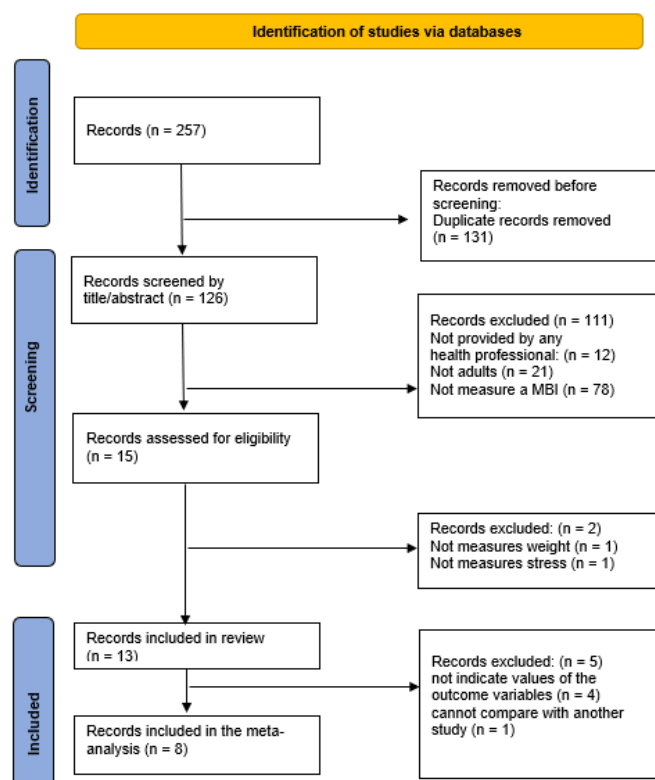 Identification of studies via databases
Identification
Records (n = 257)
Records removed before
screening:
Duplicate records removed
(n = 131)
Screening
Records screened by
title/abstract (n = 126)
Records excluded (n = 111)
Not provided by any
health professional: (n = 12)
Not adults (n = 21)
Not measure a MBI (n = 78)
Records assessed for eligibility
(n = 15)
Records excluded: (n = 2)
Not measures weight (n = 1)
Not measures stress (n = 1)
Included
Records included in review
(n = 13)
Records excluded: (n = 5)
not indicate values of the
outcome variables (n = 4)
cannot compare with another
study (n = 1)
Records included in the meta-
analysis (n = 8)